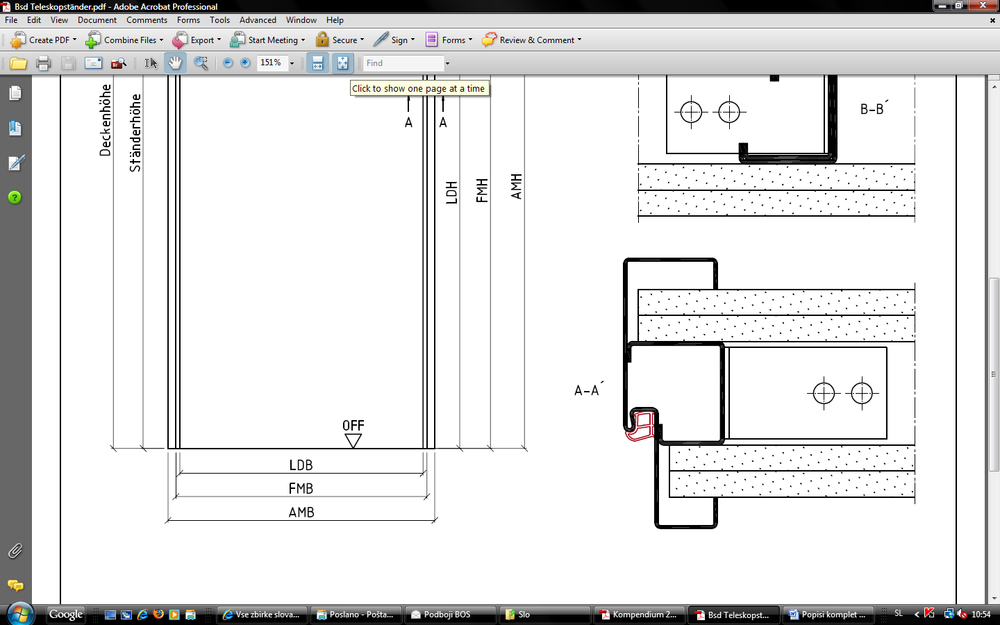 Bsd Teleskopständer.pdf - Adobe Acrobat Professional
File Edit View Document Comments Forms Tools Advanced Window Help
Create PDF Combine Files Export Start Meeting Secure Sign Forms Review & Comment
151% Find
Click to show one page at a time
Deckenhöhe
Ständerhöhe
A A
LDH
FMH
AMH
B-B´
A-A´
OFF
LDB
FMB
AMB
Google Vse zbirke slova... Poslano - Pošta... Podboji BOS Slo Kompendium 2... Bsd Teleskopst... Popisi komplet ... SL 10:54